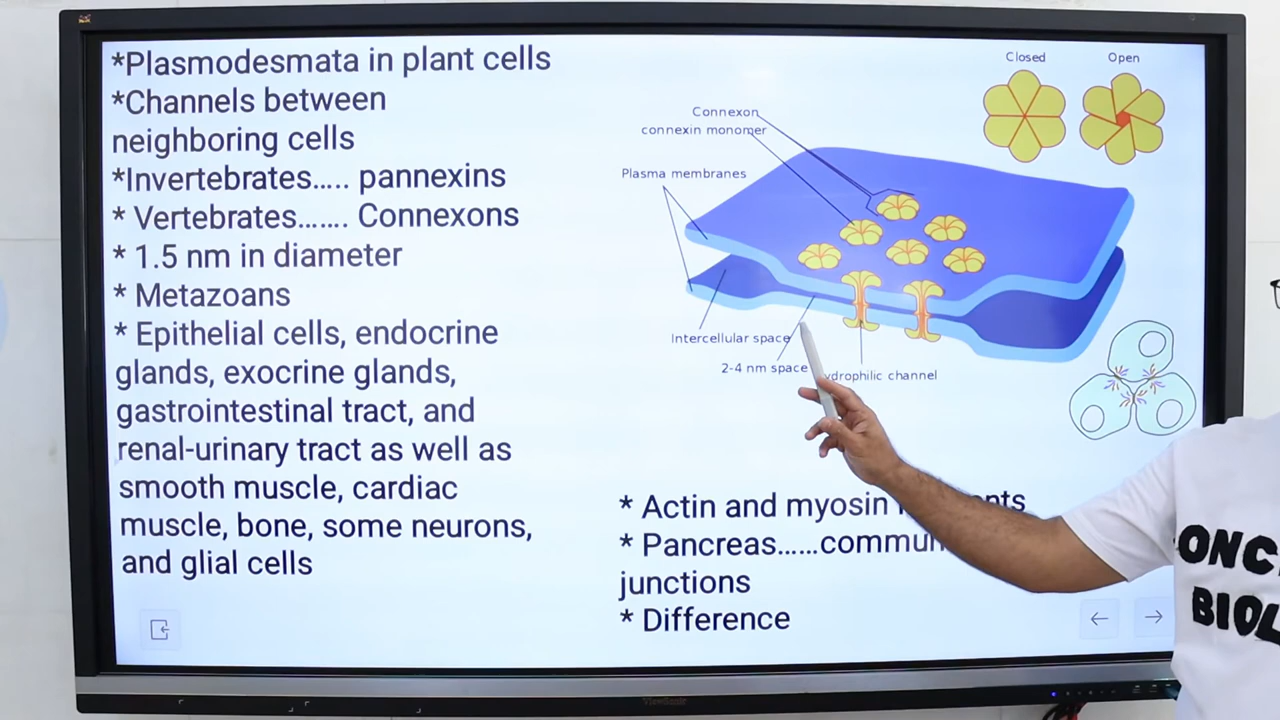 *Plasmodesmata in plant cells
*Channels between
neighboring cells
*Invertebrates..... pannexins
* Vertebrates....... Connexons
* 1.5 nm in diameter
* Metazoans
* Epithelial cells, endocrine
glands, exocrine glands,
gastrointestinal tract, and
renal-urinary tract as well as
smooth muscle, cardiac
muscle, bone, some neurons,
and glial cells
Closed
Open
Connexon
connexin monomer
Plasma membranes
Intercellular space
2-4 nm space
drophilic channel
* Actin and myosin
* Pancreas......commun
junctions
* Difference
ViewSonic
ONC
BIOL